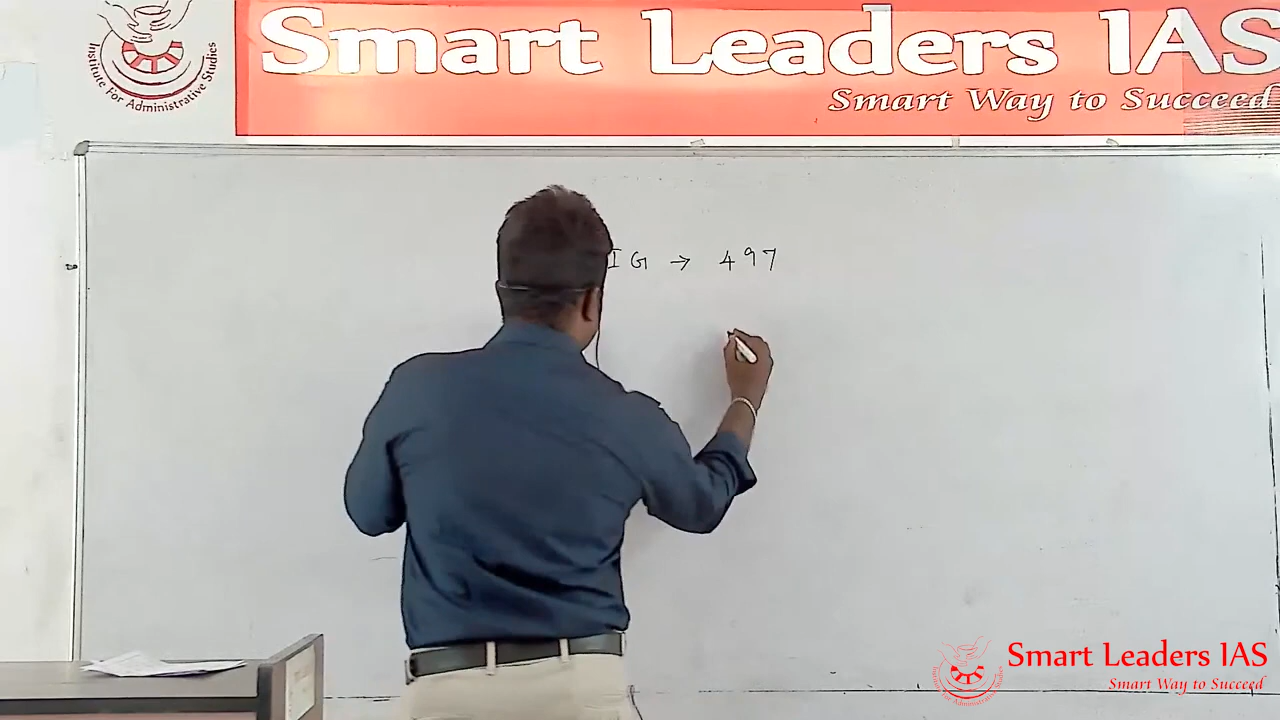 Institute For Administrative Studies
Smart Leaders IAS
Smart Way to Succeed
IG → 497
Smart Leaders IAS
Smart Way to Succeed